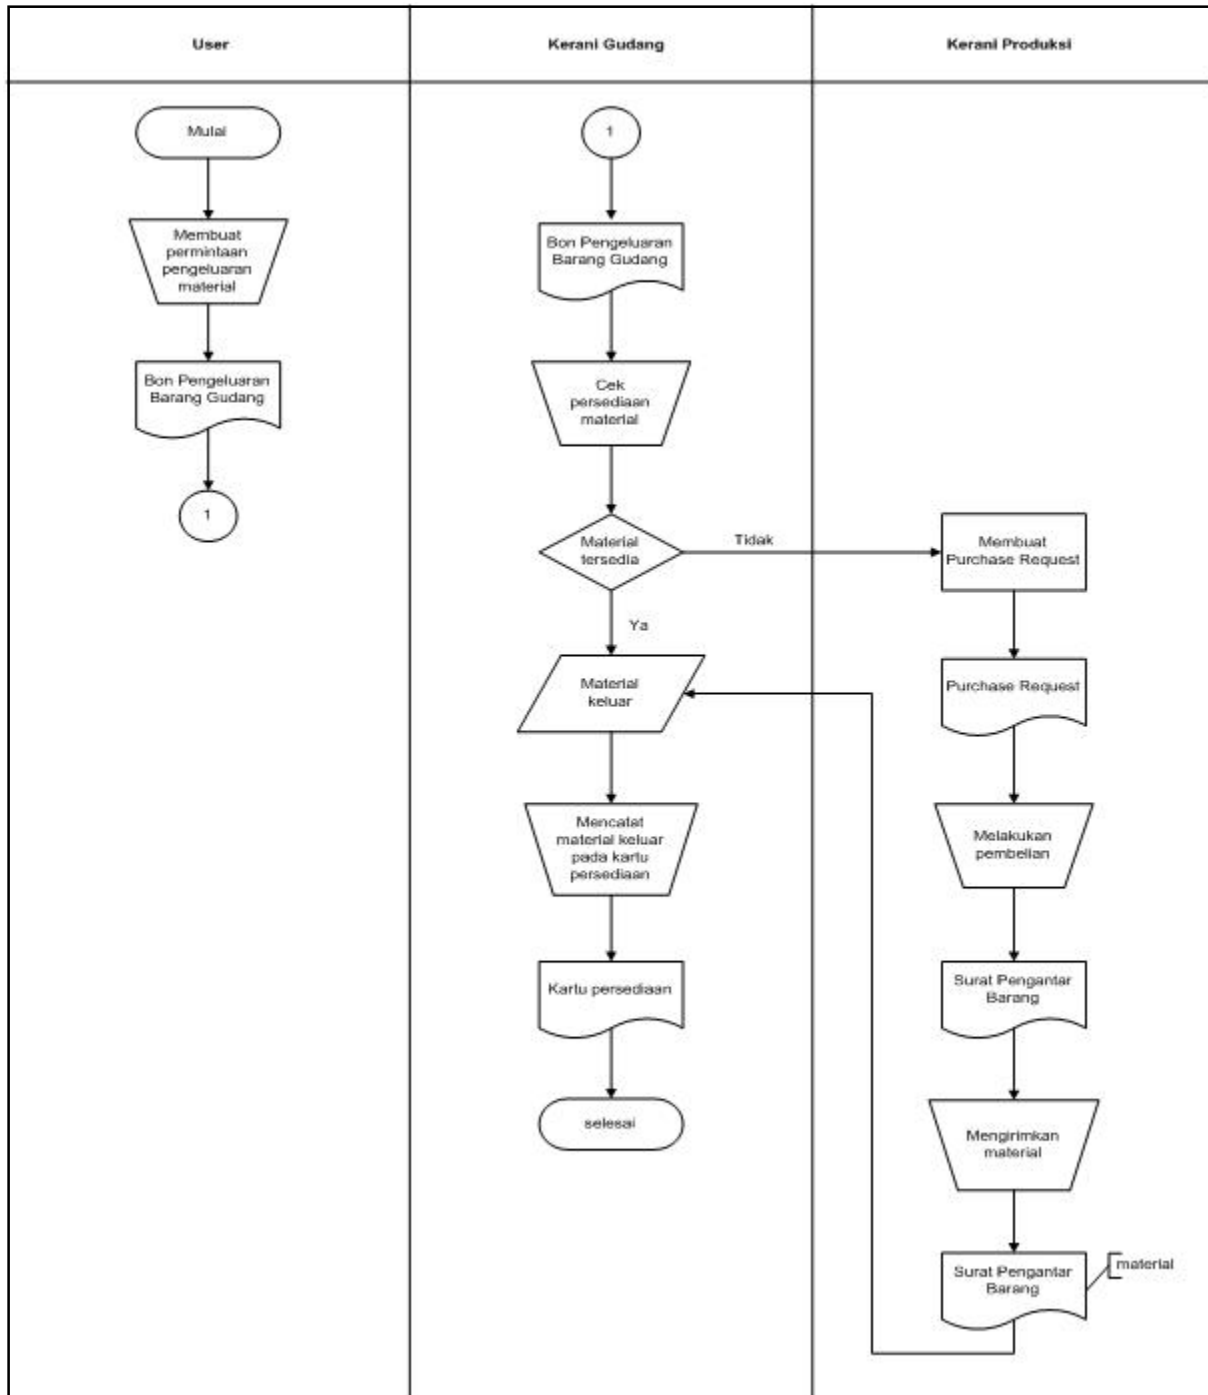 User
Kerani Gudang
Kerani Produksi
Mulai
Membuat
permintaan
pengeluaran
material
Bon Pengeluaran
Barang Gudang
1
1
Bon Pengeluaran
Barang Gudang
Cek
persediaan
material
Material
tersedia
Tidak
Ya
Material
keluar
Mencatat
material keluar
pada kartu
persediaan
Kartu persediaan
selesai
Membuat
Purchase Request
Purchase Request
Melakukan
pembelian
Surat Pengantar
Barang
Mengirimkan
material
Surat Pengantar
Barang
material